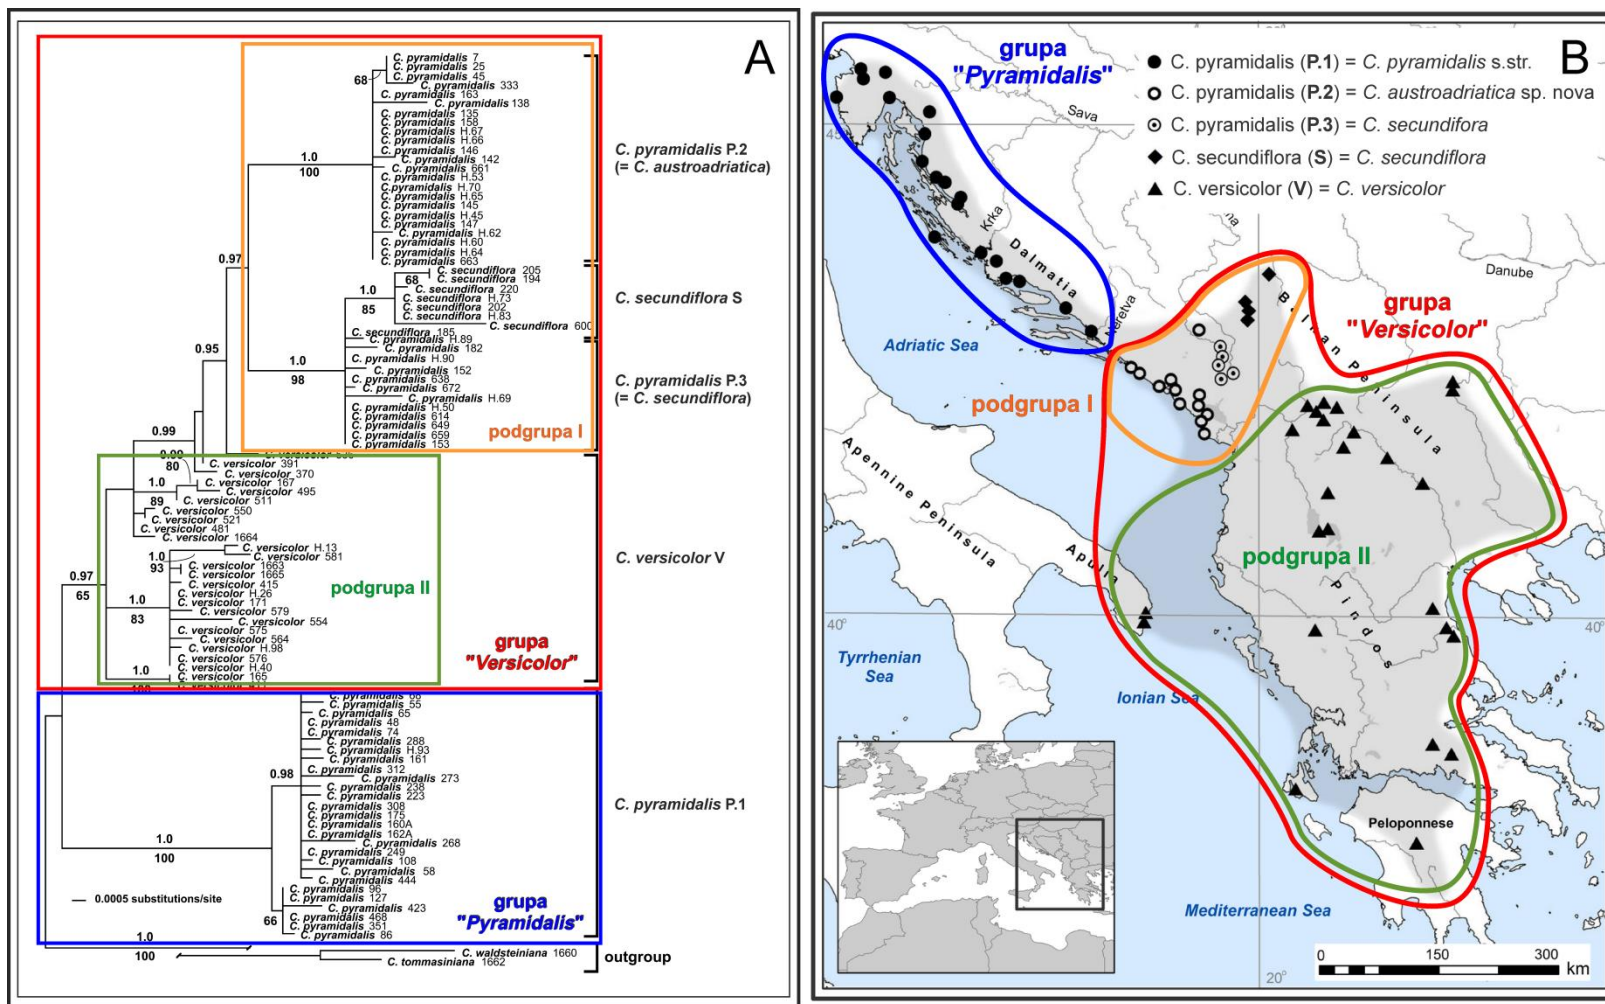 A
C. pyramidalis 7
C. pyramidalis 25
C. pyramidalis 45
68
C. pyramidalis 333
C. pyramidalis 163
C. pyramidalis 138
C. pyramidalis 135
C. pyramidalis 158
C. pyramidalis H.67
C. pyramidalis H.66
C. pyramidalis 146
C. pyramidalis 142
1.0
100
C. pyramidalis P.2
(= C. austroadriatica)
C. pyramidalis 661
C. pyramidalis H.53
C. pyramidalis H.70
C. pyramidalis H.65
C. pyramidalis 145
C. pyramidalis H.45
C. pyramidalis 147
C. pyramidalis H.62
C. pyramidalis H.60
C. pyramidalis H.64
C. pyramidalis 663
0.97
C. secundiflora 205
68
C. secundiflora 194
C. secundiflora 220
1.0
85
C. secundiflora H.73
C. secundiflora 202
C. secundiflora H.83
C. secundiflora 600
C. secundiflora S
C. secundiflora 185
C. pyramidalis H.89
C. pyramidalis 182
0.95
C. pyramidalis H.90
1.0
98
C. pyramidalis 152
C. pyramidalis 638
C. pyramidalis 672
C. pyramidalis H.69
C. pyramidalis P.3
(= C. secundiflora)
C. pyramidalis H.50
C. pyramidalis 614
C. pyramidalis 649
C. pyramidalis 659
C. pyramidalis 153
podgrupa I
0.99
80
C. versicolor 391
C. versicolor 370
1.0
89
C. versicolor 167
C. versicolor 495
C. versicolor 511
C. versicolor 550
C. versicolor 521
C. versicolor 481
C. versicolor 1664
C. versicolor H.13
1.0
93
C. versicolor 581
C. versicolor 1663
C. versicolor 1665
C. versicolor 415
C. versicolor H.26
C. versicolor 171
C. versicolor 579
C. versicolor 554
C. versicolor 575
C. versicolor 564
C. versicolor H.98
C. versicolor 576
C. versicolor H.40
C. versicolor 165
0.97
65
1.0
83
1.0
podgrupa II
C. versicolor V
grupa
"Versicolor"
C. pyramidalis 68
C. pyramidalis 55
C. pyramidalis 65
C. pyramidalis 48
C. pyramidalis 74
C. pyramidalis 288
C. pyramidalis H.93
C. pyramidalis 161
C. pyramidalis 312
0.98
C. pyramidalis 273
C. pyramidalis 238
C. pyramidalis 223
C. pyramidalis 308
C. pyramidalis 175
C. pyramidalis 160A
C. pyramidalis 162A
C. pyramidalis 268
C. pyramidalis 249
C. pyramidalis 108
C. pyramidalis 58
C. pyramidalis 444
C. pyramidalis 96
C. pyramidalis 127
C. pyramidalis 423
66
C. pyramidalis 468
C. pyramidalis 351
C. pyramidalis 86
1.0
100
C. pyramidalis P.1
0.0005 substitutions/site
grupa
"Pyramidalis"
1.0
100
C. waldsteiniana 1660
C. tommasiniana 1662
outgroup
B
grupa
"Pyramidalis"
C. pyramidalis (P.1) = C. pyramidalis s.str.
C. pyramidalis (P.2) = C. austroadriatica sp. nova
C. pyramidalis (P.3) = C. secundifora
C. secundiflora (S) = C. secundiflora
C. versicolor (V) = C. versicolor
Sava
Krka
Dalmatia
Neretva
Danube
Adriatic Sea
grupa
"Versicolor"
podgrupa I
Apennine Peninsula
Apulia
podgrupa II
Pindos
40°
40°
Tyrrhenian
Sea
Ionian Sea
Peloponnese
Mediterranean Sea
0 150 300
km
20°